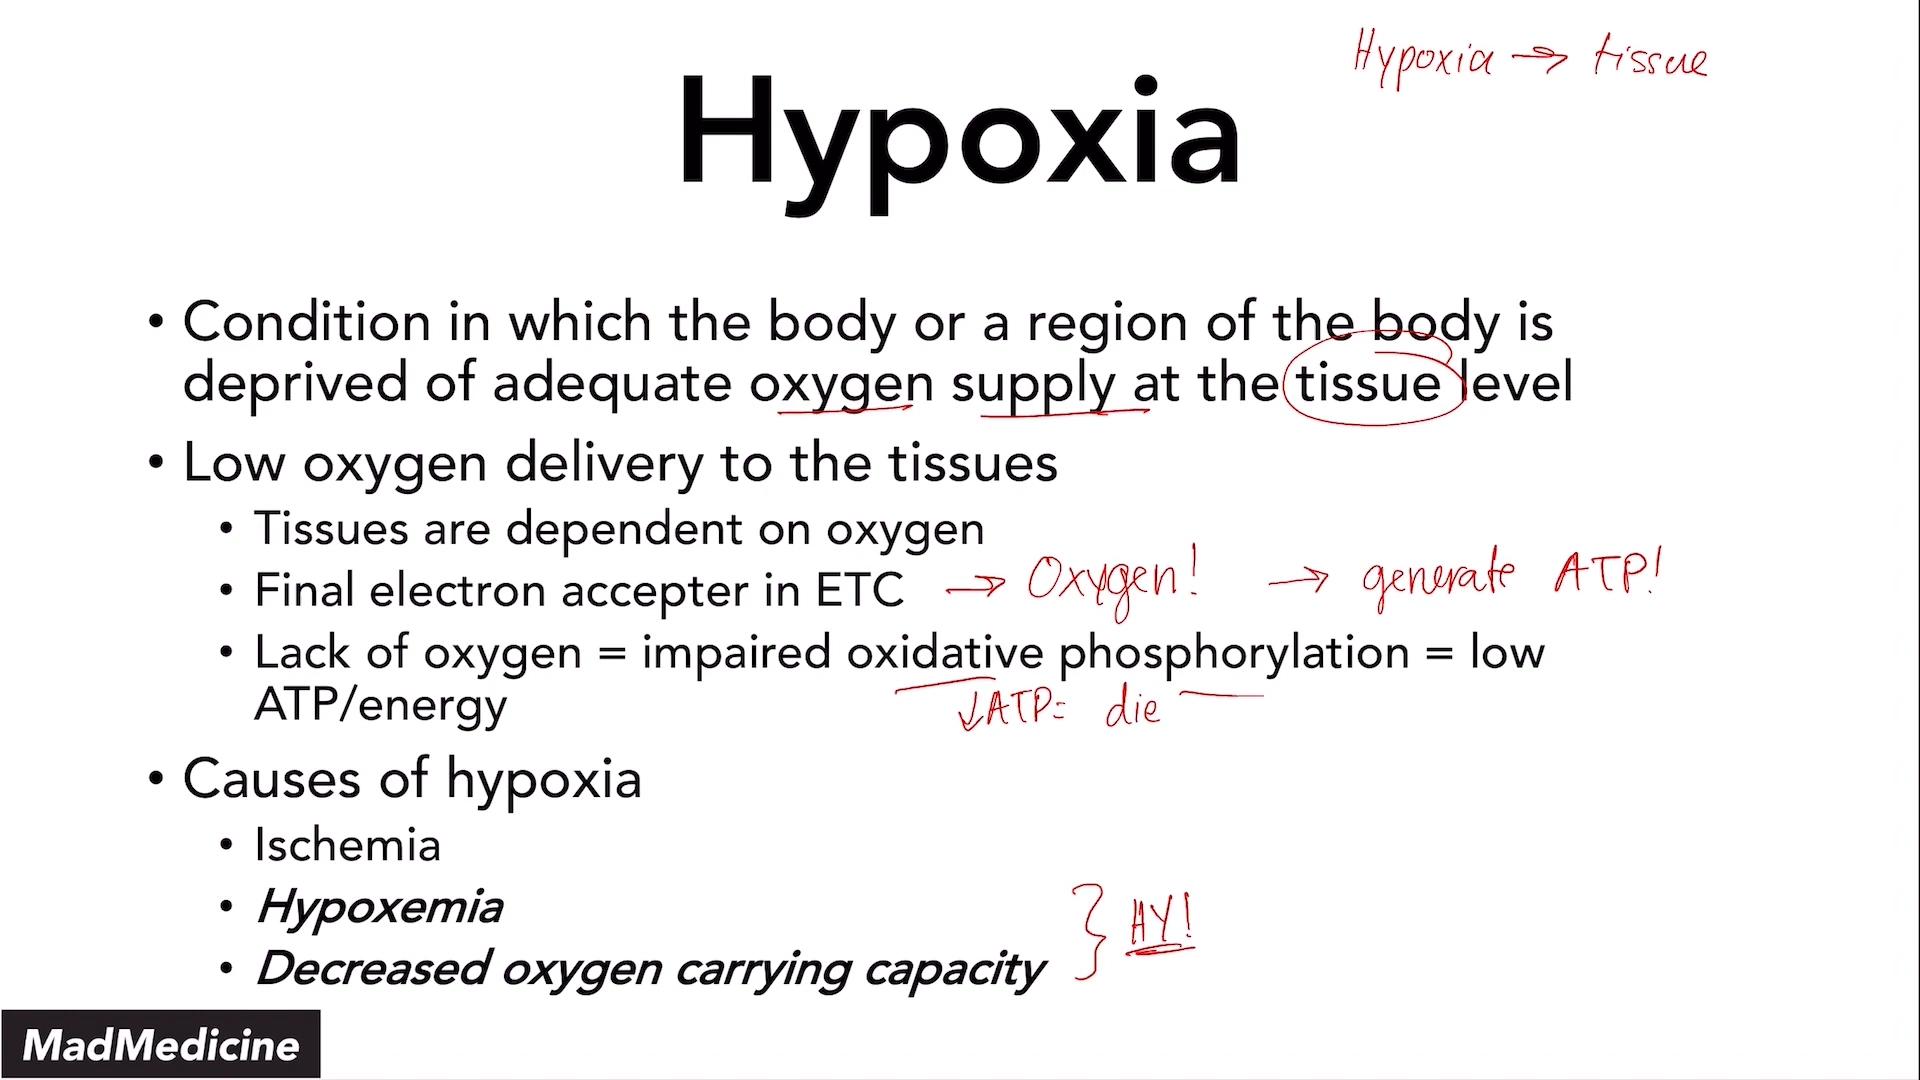 Hypoxia → tissue
Hypoxia
• Condition in which the body or a region of the body is
deprived of adequate oxygen supply at the tissue level
• Low oxygen delivery to the tissues
• Tissues are dependent on oxygen
• Final electron accepter in ETC → Oxygen! → generate ATP!
• Lack of oxygen = impaired oxidative phosphorylation = low
ATP/energy ↓ATP= die
• Causes of hypoxia
• Ischemia
• Hypoxemia
• Decreased oxygen carrying capacity } HY!
MadMedicine